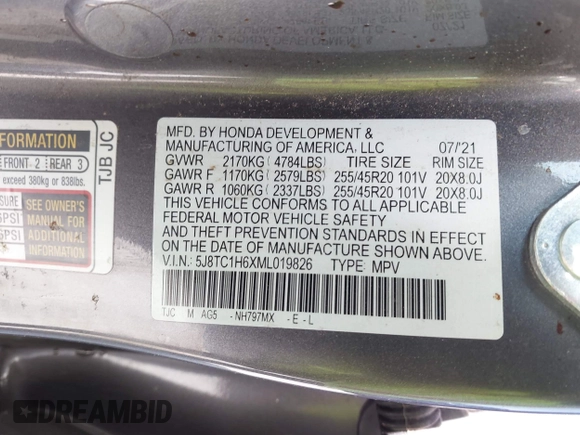 TJB JC
FORMATION
FRONT 2 REAR 3
exceed 380kg or 838lbs.
SEE OWNER'S
MANUAL FOR
ADDITIONAL
INFORMATION
MFD. BY HONDA DEVELOPMENT &
MANUFACTURING OF AMERICA, LLC 07/'21
GVWR 2170KG (4784LBS) TIRE SIZE RIM SIZE
GAWR F 1170KG (2579LBS) 255/45R20 101V 20X8.0J
GAWR R 1060KG (2337LBS) 255/45R20 101V 20X8.0J
THIS VEHICLE CONFORMS TO ALL APPLICABLE
FEDERAL MOTOR VEHICLE SAFETY
AND THEFT PREVENTION STANDARDS IN EFFECT
ON THE DATE OF MANUFACTURE SHOWN ABOVE.
V.I.N.: 5J8TC1H6XML019826 TYPE: MPV
TJC M AG5 - NH797MX - E - L
DREAMBID